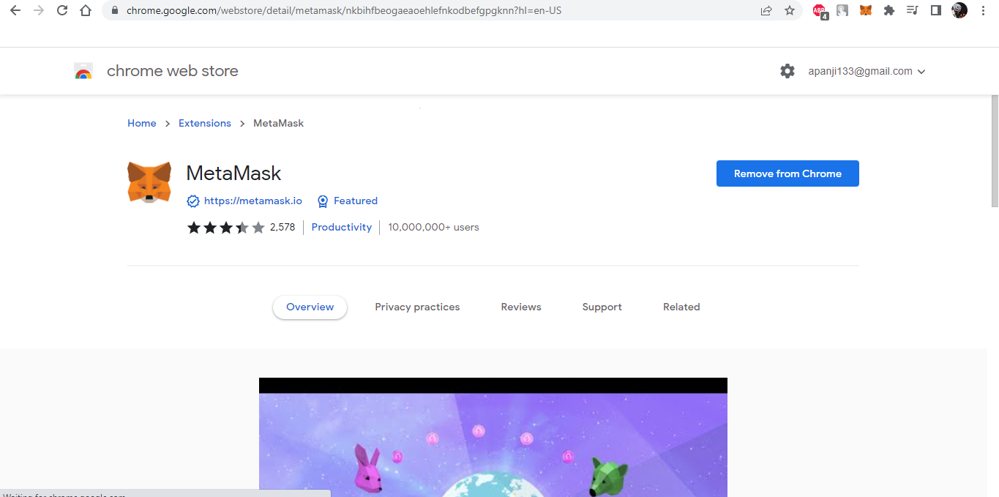 chrome.google.com/webstore/detail/metamask/nkbihfbeogaeaoehlefnkodbefgpgknn?hl=en-US
ABP
4
chrome web store
apanji133@gmail.com
Home > Extensions > MetaMask
MetaMask
Remove from Chrome
https://metamask.io Featured
2,578 Productivity 10,000,000+ users
Overview Privacy practices Reviews Support Related
Waiting for chrome.google.com